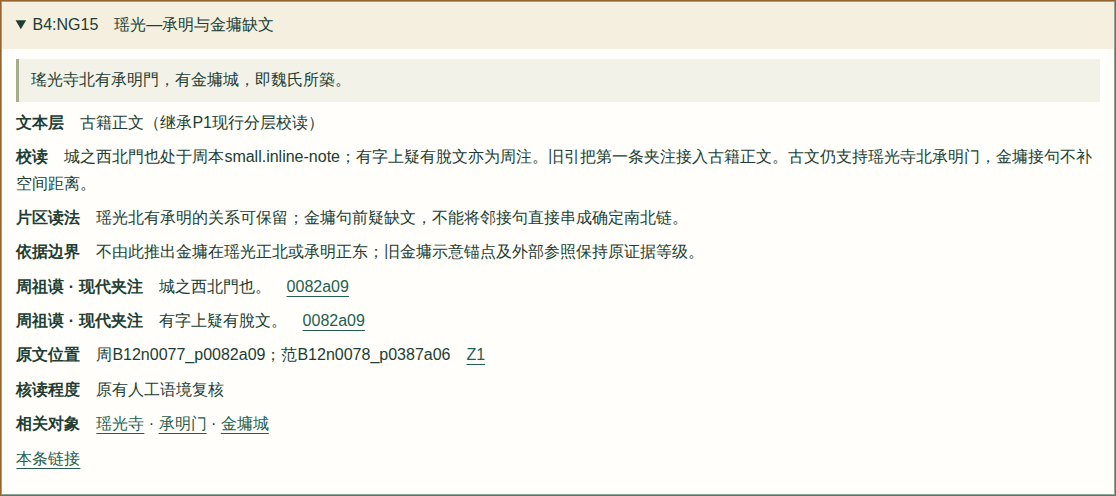 ▼ B4:NG15 瑶光—承明与金墉缺文
瑤光寺北有承明門，有金墉城，即魏氏所築。
文本层 古籍正文（继承P1现行分层校读）
校读 城之西北門也处于周本small.inline-note；有字上疑有脫文亦为周注。旧引把第一条夹注接入古籍正文。古文仍支持瑶光寺北承明门，金墉接句不补
空间距离。
片区读法 瑶光北有承明的关系可保留；金墉句前疑缺文，不能将邻接句直接串成确定南北链。
依据边界 不由此推出金墉在瑶光正北或承明正东；旧金墉示意锚点及外部参照保持原证据等级。
周祖谟 · 现代夹注 城之西北門也。 0082a09
周祖谟 · 现代夹注 有字上疑有脫文。 0082a09
原文位置 周B12n0077_p0082a09；范B12n0078_p0387a06 Z1
核读程度 原有人工语境复核
相关对象 瑶光寺 · 承明门 · 金墉城
本条链接